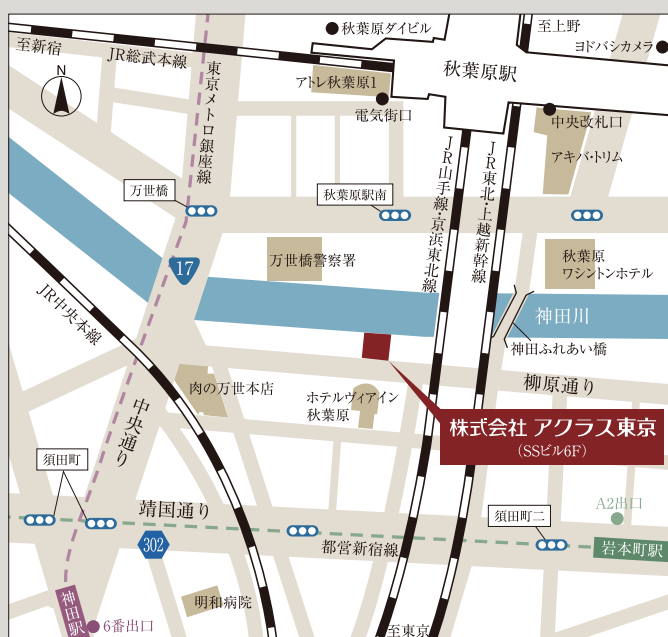 秋葉原ダイビル
至上野
ヨドバシカメラ
至新宿
JR総武本線
秋葉原駅
N
東京メトロ銀座線
アトレ秋葉原1
電気街口
中央改札口
アキバ・トリム
JR山手線・京浜東北線
JR東北・上越新幹線
万世橋
秋葉原駅南
万世橋警察署
秋葉原
ワシントンホテル
17
JR中央本線
神田川
神田ふれあい橋
柳原通り
肉の万世本店
ホテルヴィアイン
秋葉原
中央通り
株式会社 アクラス東京
(SSビル6F)
須田町
靖国通り
須田町二
A2出口
302
都営新宿線
岩本町駅
明和病院
神田駅
6番出口
至東京